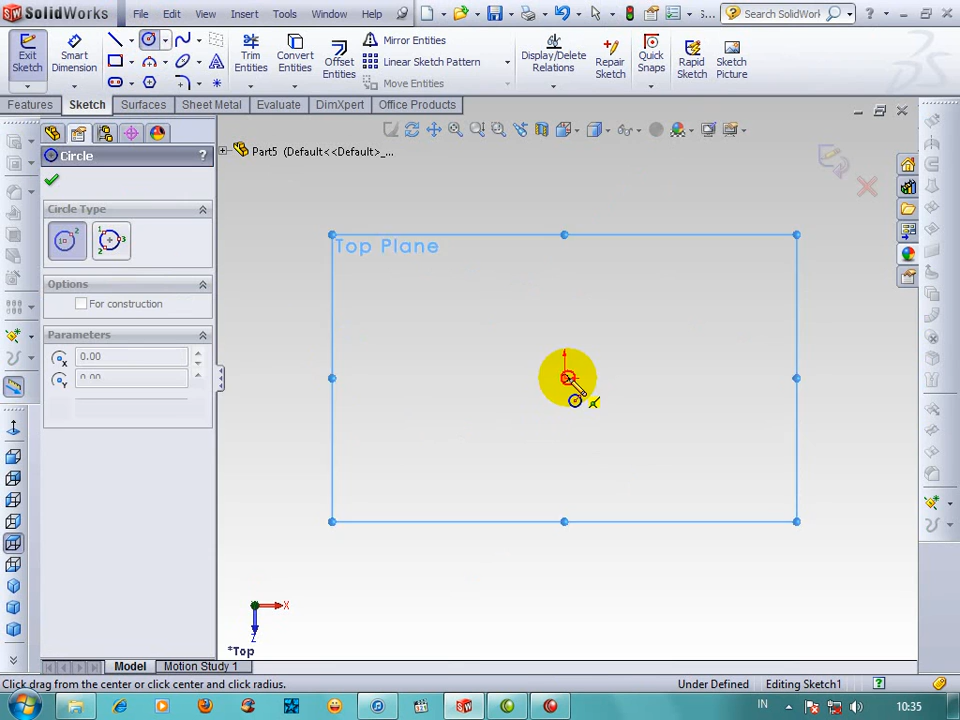 SolidWorks File Edit View Insert Tools Window Help S... Search SolidWorks
Exit Sketch Smart Dimension Trim Entities Convert Entities Offset Entities Mirror Entities Linear Sketch Pattern Move Entities Display/Delete Relations Repair Sketch Quick Snaps Rapid Sketch Sketch Picture
Features Sketch Surfaces Sheet Metal Evaluate DimXpert Office Products
Part5 (Default<<Default>_...
Circle ?
Circle Type
Options
For construction
Parameters
0.00
0.00
Top Plane
X
Z
*Top
Model Motion Study 1
Click drag from the center or click center and radius. Under Defined Editing Sketch1
IN 10:35